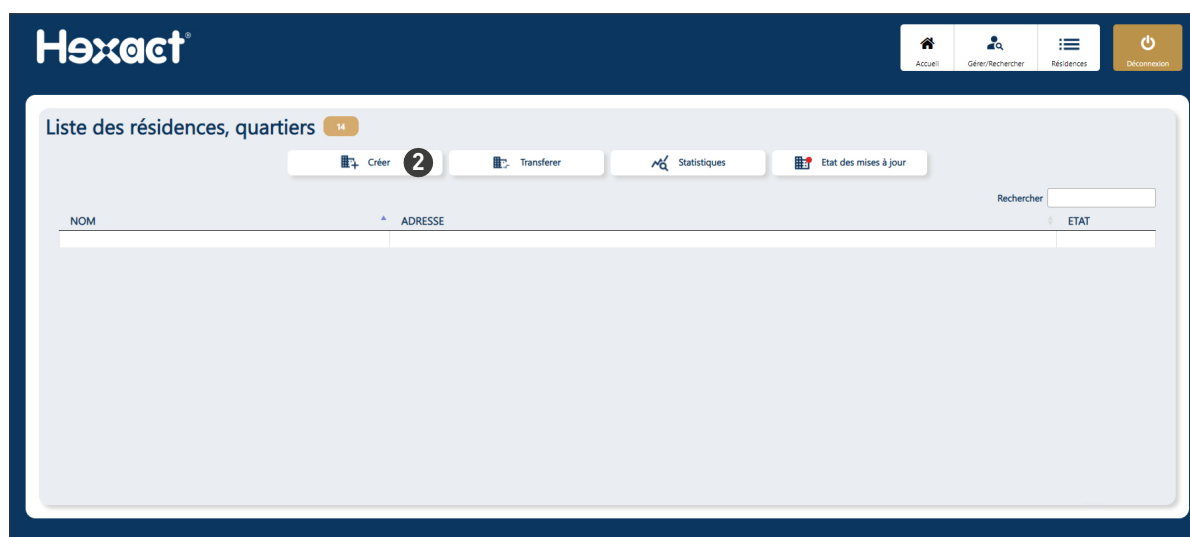 Hexact®
Accueil
Gérer/Rechercher
Résidences
Déconnexion
Liste des résidences, quartiers 14
Créer 2 Transferer Statistiques Etat des mises à jour
Rechercher
NOM ADRESSE ETAT